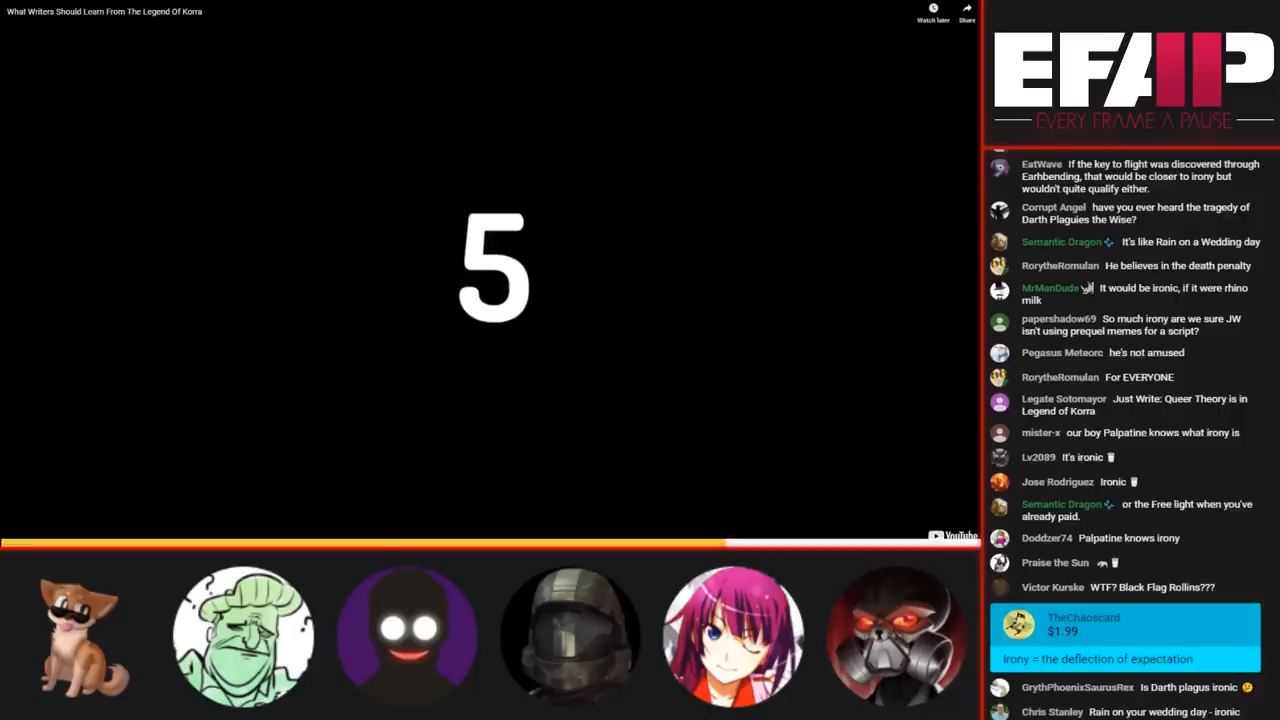 What Writers Should Learn From The Legend Of Korra
Watch later
Share
5
YouTube
EFAP
EVERY FRAME A PAUSE
EatWave If the key to flight was discovered through
Earhbending, that would be closer to irony but
wouldn't quite qualify either.
Corrupt Angel have you ever heard the tragedy of
Darth Plaguies the Wise?
Semantic Dragon It's like Rain on a Wedding day
RorytheRomulan He believes in the death penalty
MrManDude It would be ironic, if it were rhino
milk
papershadow69 So much irony are we sure JW
isn't using prequel memes for a script?
Pegasus Meteorc he's not amused
RorytheRomulan For EVERYONE
Legate Sotomayor Just Write: Queer Theory is in
Legend of Korra
mister-x our boy Palpatine knows what irony is
Lv2089 It's ironic
Jose Rodriguez Ironic
Semantic Dragon or the Free light when you've
already paid.
Doddzer74 Palpatine knows irony
Praise the Sun
Victor Kurske WTF? Black Flag Rollins???
TheChaoscard
$1.99
Irony = the deflection of expectation
GrythPhoenixSaurusRex Is Darth plagus ironic
Chris Stanley Rain on your wedding day - ironic